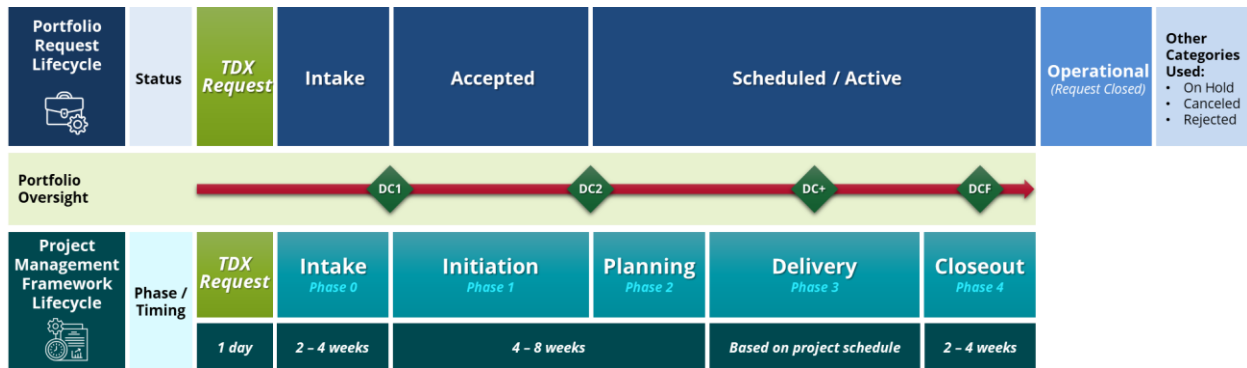 Portfolio
Request
Lifecycle
Status
TDX
Request
Intake
Accepted
Scheduled / Active
Operational
(Request Closed)
Other
Categories
Used:
• On Hold
• Canceled
• Rejected
Portfolio
Oversight
DC1
DC2
DC+
DCF
Project
Management
Framework
Lifecycle
Phase /
Timing
TDX
Request
Intake
Phase 0
Initiation
Phase 1
Planning
Phase 2
Delivery
Phase 3
Closeout
Phase 4
1 day
2 – 4 weeks
4 – 8 weeks
Based on project schedule
2 – 4 weeks